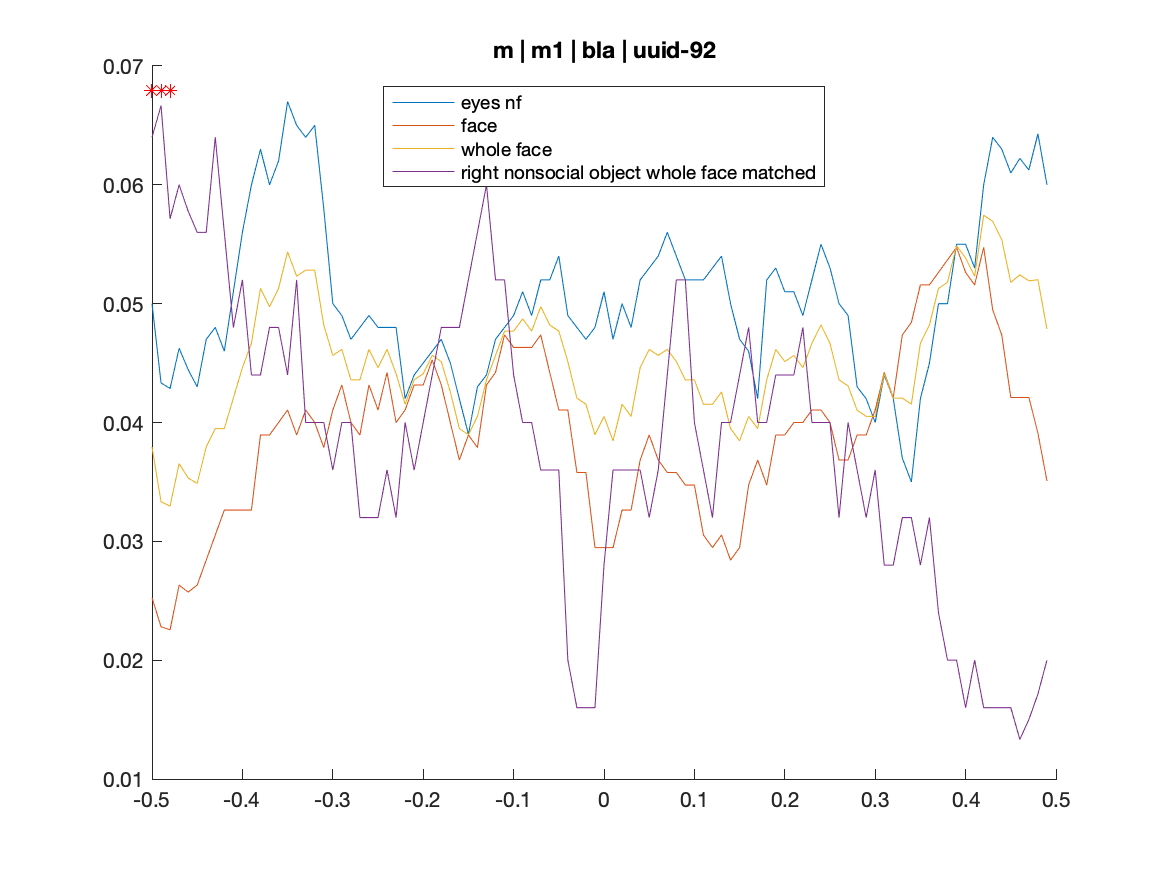 m | m1 | bla | uuid-92
0.07
0.06
0.05
0.04
0.03
0.02
0.01
eyes nf
face
whole face
right nonsocial object whole face matched
-0.5 -0.4 -0.3 -0.2 -0.1 0 0.1 0.2 0.3 0.4 0.5